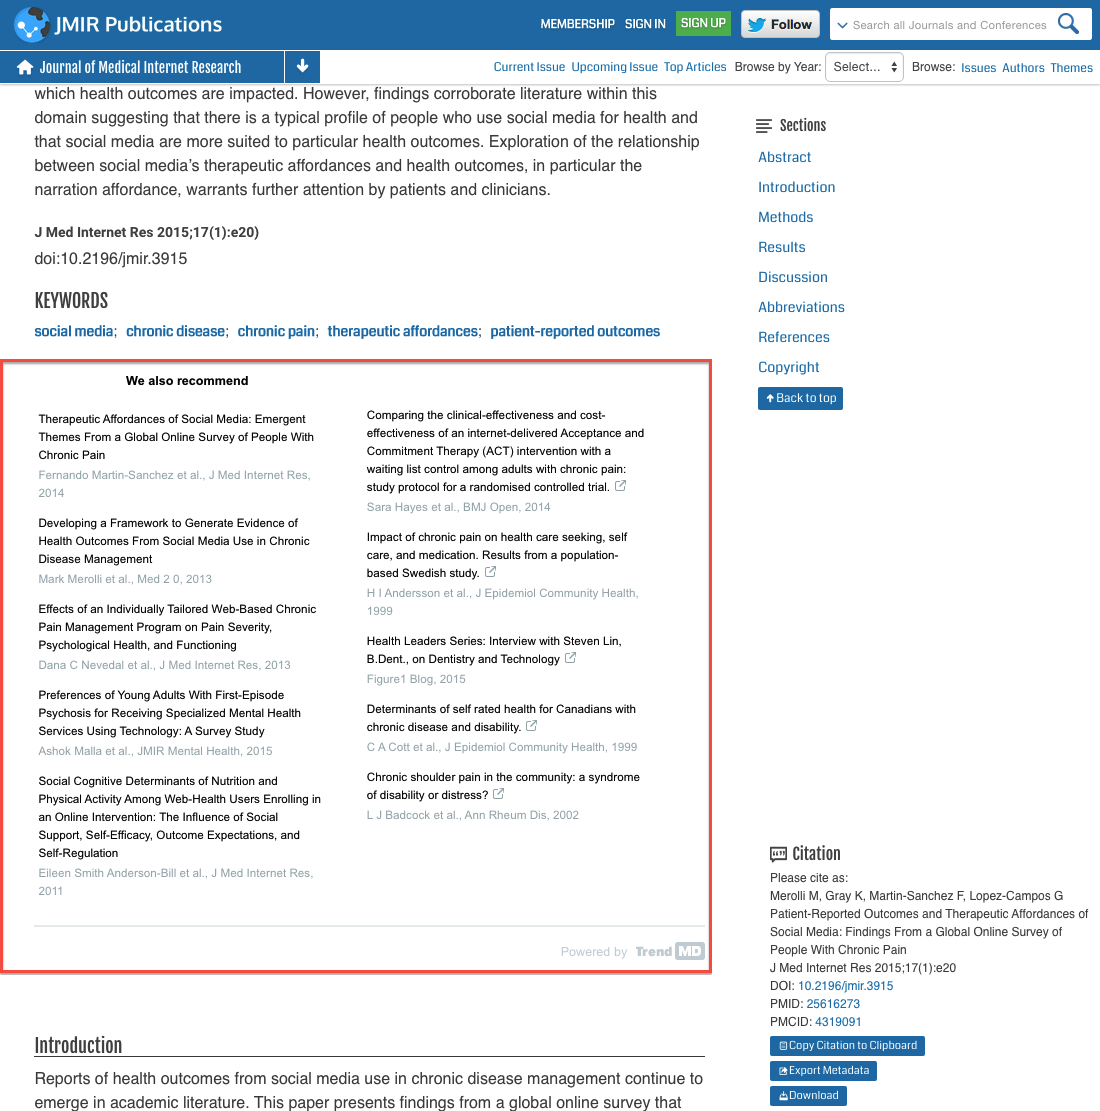 JMIR Publications
MEMBERSHIP SIGN IN SIGN UP Follow Search all Journals and Conferences
Journal of Medical Internet Research
Current Issue Upcoming Issue Top Articles Browse by Year: Select... Browse: Issues Authors Themes
which health outcomes are impacted. However, findings corroborate literature within this
domain suggesting that there is a typical profile of people who use social media for health and
that social media are more suited to particular health outcomes. Exploration of the relationship
between social media’s therapeutic affordances and health outcomes, in particular the
narration affordance, warrants further attention by patients and clinicians.
J Med Internet Res 2015;17(1):e20)
doi:10.2196/jmir.3915
KEYWORDS
social media; chronic disease; chronic pain; therapeutic affordances; patient-reported outcomes
We also recommend
Therapeutic Affordances of Social Media: Emergent
Themes From a Global Online Survey of People With
Chronic Pain
Fernando Martin-Sanchez et al., J Med Internet Res,
2014
Developing a Framework to Generate Evidence of
Health Outcomes From Social Media Use in Chronic
Disease Management
Mark Merolli et al., Med 2 0, 2013
Effects of an Individually Tailored Web-Based Chronic
Pain Management Program on Pain Severity,
Psychological Health, and Functioning
Dana C Nevedal et al., J Med Internet Res, 2013
Preferences of Young Adults With First-Episode
Psychosis for Receiving Specialized Mental Health
Services Using Technology: A Survey Study
Ashok Malla et al., JMIR Mental Health, 2015
Social Cognitive Determinants of Nutrition and
Physical Activity Among Web-Health Users Enrolling in
an Online Intervention: The Influence of Social
Support, Self-Efficacy, Outcome Expectations, and
Self-Regulation
Eileen Smith Anderson-Bill et al., J Med Internet Res,
2011
Comparing the clinical-effectiveness and cost-
effectiveness of an internet-delivered Acceptance and
Commitment Therapy (ACT) intervention with a
waiting list control among adults with chronic pain:
study protocol for a randomised controlled trial.
Sara Hayes et al., BMJ Open, 2014
Impact of chronic pain on health care seeking, self
care, and medication. Results from a population-
based Swedish study.
H I Andersson et al., J Epidemiol Community Health,
1999
Health Leaders Series: Interview with Steven Lin,
B.Dent., on Dentistry and Technology
Figure1 Blog, 2015
Determinants of self rated health for Canadians with
chronic disease and disability.
C A Cott et al., J Epidemiol Community Health, 1999
Chronic shoulder pain in the community: a syndrome
of disability or distress?
L J Badcock et al., Ann Rheum Dis, 2002
Powered by TrendMD
Introduction
Reports of health outcomes from social media use in chronic disease management continue to
emerge in academic literature. This paper presents findings from a global online survey that
Sections
Abstract
Introduction
Methods
Results
Discussion
Abbreviations
References
Copyright
Back to top
Citation
Please cite as:
Merolli M, Gray K, Martin-Sanchez F, Lopez-Campos G
Patient-Reported Outcomes and Therapeutic Affordances of
Social Media: Findings From a Global Online Survey of
People With Chronic Pain
J Med Internet Res 2015;17(1):e20
DOI: 10.2196/jmir.3915
PMID: 25616273
PMCID: 4319091
Copy Citation to Clipboard
Export Metadata
Download